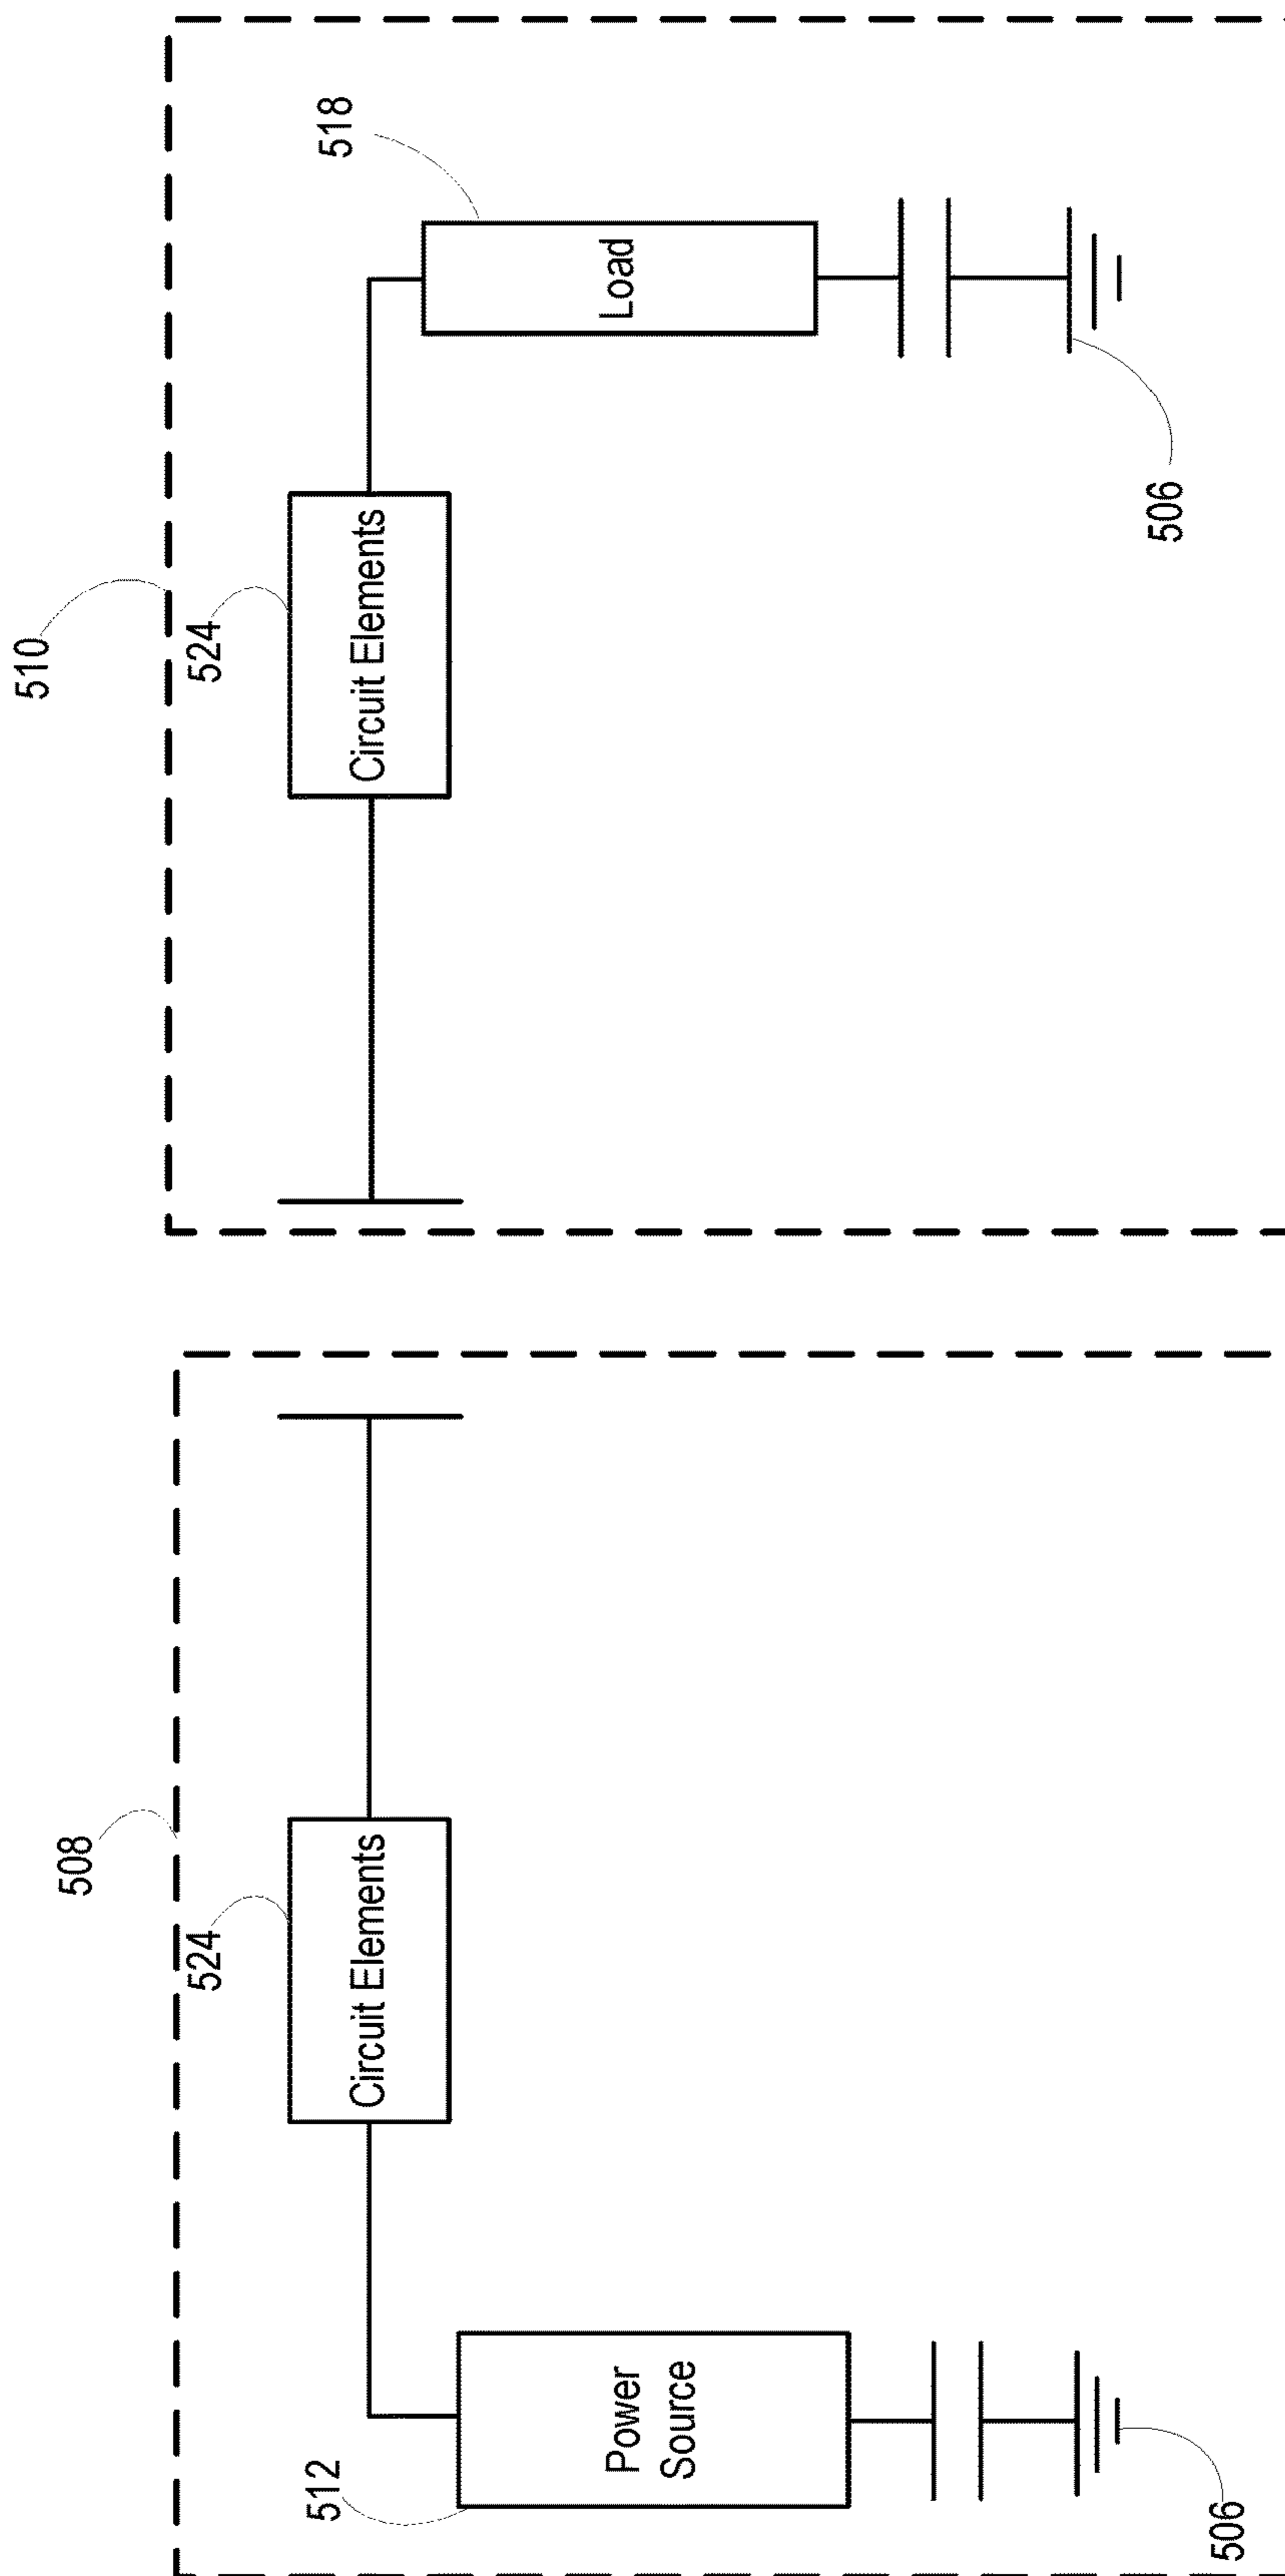 508
510
524
524
512
518
Circuit Elements
Circuit Elements
Power
Source
Load
506
506